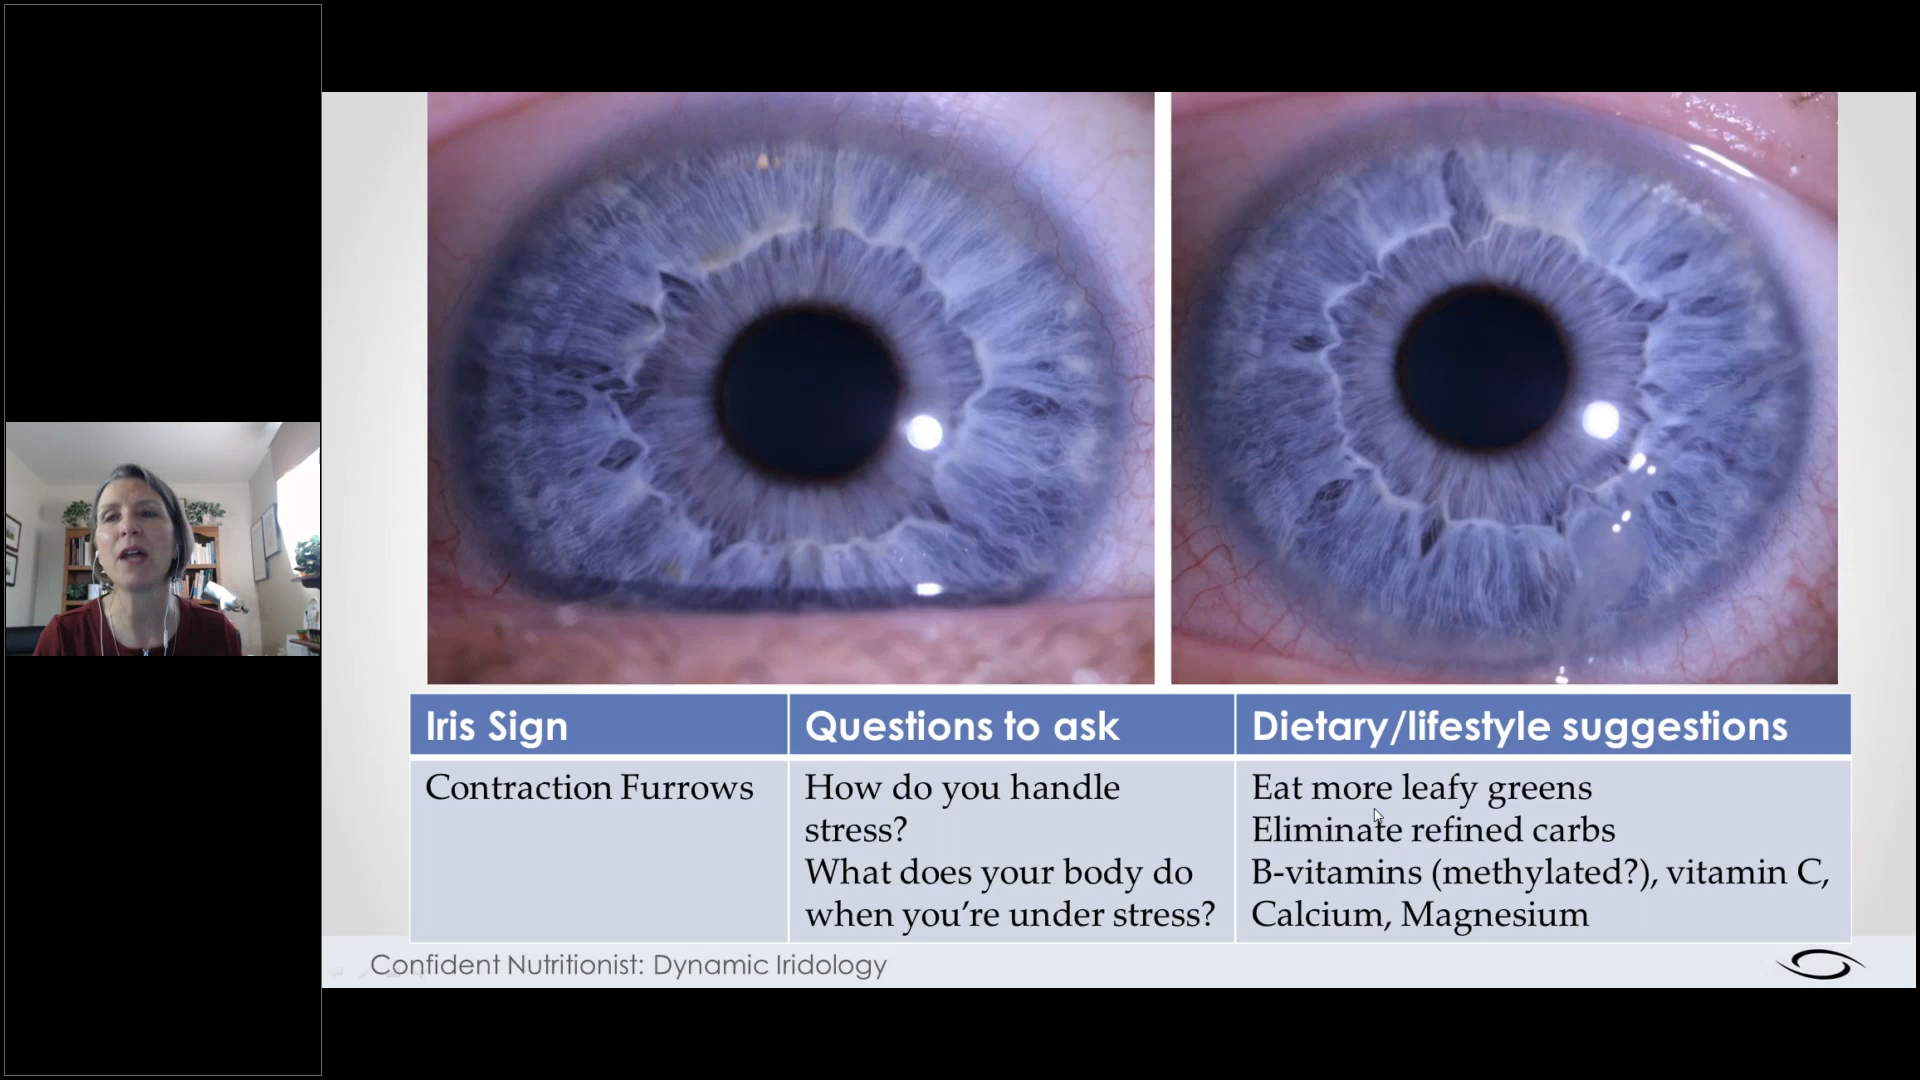 Iris Sign
Questions to ask
Dietary/lifestyle suggestions
Contraction Furrows
How do you handle
stress?
What does your body do
when you're under stress?
Eat more leafy greens
Eliminate refined carbs
B-vitamins (methylated?), vitamin C,
Calcium, Magnesium
Confident Nutritionist: Dynamic Iridology